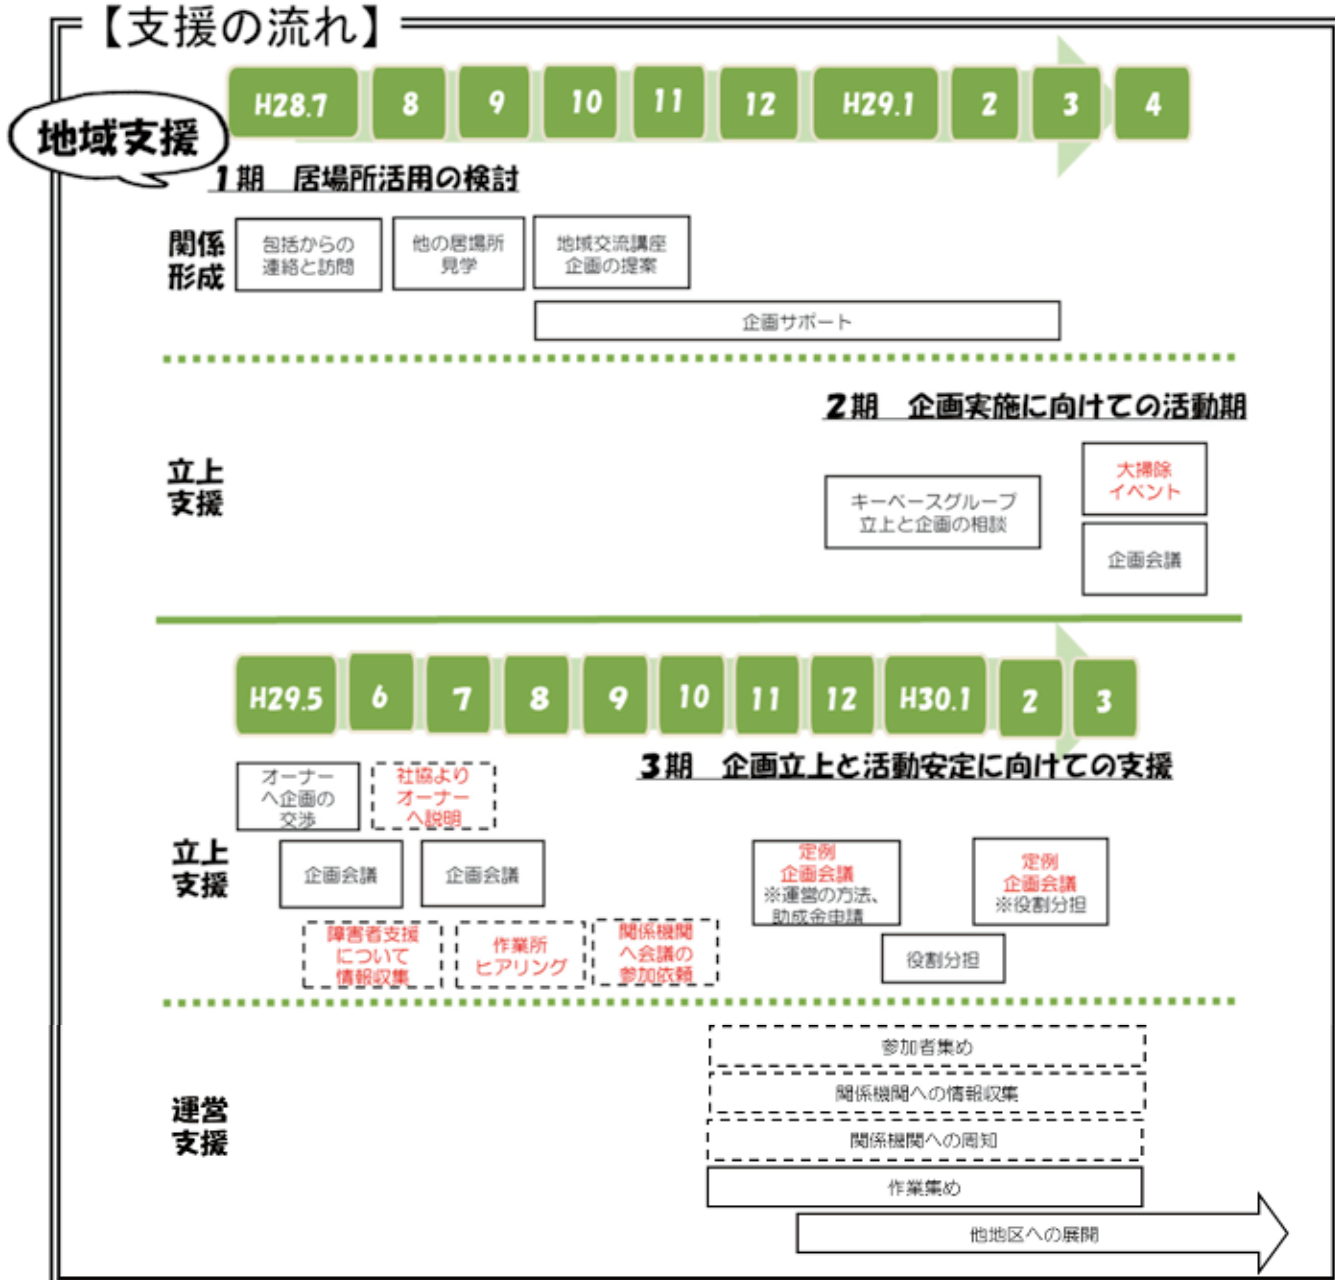 【支援の流れ】
H28.7 8 9 10 11 12 H29.1 2 3 4
地域支援
1期 居場所活用の検討
関係
形成
包括からの
連絡と訪問
他の居場所
見学
地域交流講座
企画の提案
企画サポート
2期 企画実施に向けての活動期
立上
支援
キーベースグループ
立上と企画の相談
大掃除
イベント
企画会議
H29.5 6 7 8 9 10 11 12 H30.1 2 3
3期 企画立上と活動安定に向けての支援
オーナー
へ企画の
交渉
社協より
オーナー
へ説明
立上
支援
企画会議
企画会議
定例
企画会議
※運営の方法、
助成金申請
定例
企画会議
※役割分担
障害者支援
について
情報収集
作業所
ヒアリング
関係機関
へ会議の
参加依頼
役割分担
運営
支援
参加者集め
関係機関への情報収集
関係機関への周知
作業集め
他地区への展開